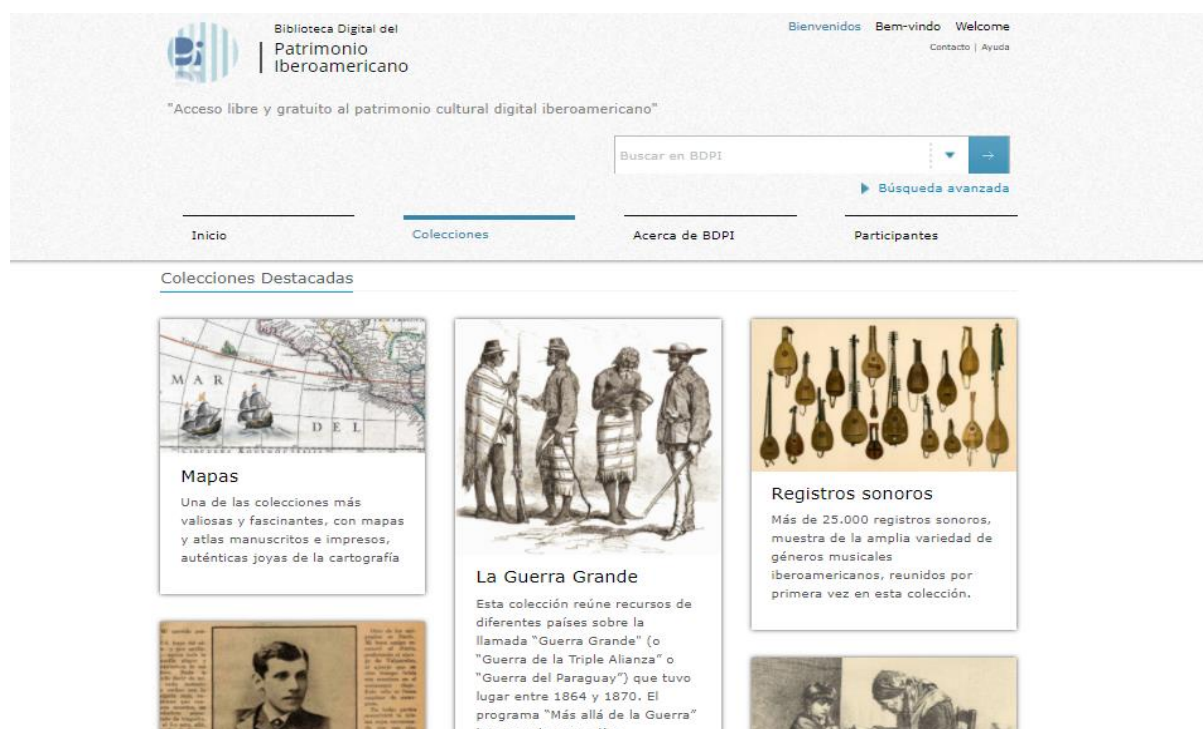 Biblioteca Digital del
Patrimonio
Iberoamericano
Bienvenidos Bem-vindo Welcome
Contacto | Ayuda
"Acceso libre y gratuito al patrimonio cultural digital iberoamericano"
Buscar en BDPI
Búsqueda avanzada
Inicio
Colecciones
Acerca de BDPI
Participantes
Colecciones Destacadas
MAR
DEL
Mapas
Una de las colecciones más
valiosas y fascinantes, con mapas
y atlas manuscritos e impresos,
auténticas joyas de la cartografía
La Guerra Grande
Esta colección reúne recursos de
diferentes países sobre la
llamada "Guerra Grande" (o
"Guerra de la Triple Alianza" o
"Guerra del Paraguay") que tuvo
lugar entre 1864 y 1870. El
programa "Más allá de la Guerra"
Registros sonoros
Más de 25.000 registros sonoros,
muestra de la amplia variedad de
géneros musicales
iberoamericanos, reunidos por
primera vez en esta colección.